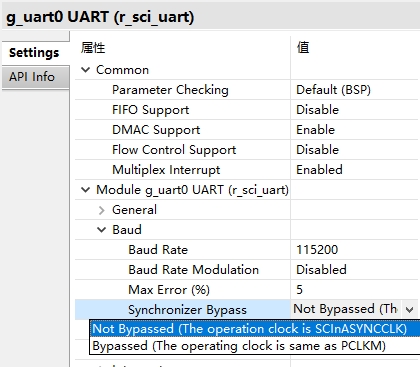 g_uart0 UART (r_sci_uart)
Settings
API Info
属性 值
Common
Parameter Checking Default (BSP)
FIFO Support Disable
DMAC Support Enable
Flow Control Support Disable
Multiplex Interrupt Enabled
Module g_uart0 UART (r_sci_uart)
General
Baud
Baud Rate 115200
Baud Rate Modulation Disabled
Max Error (%) 5
Synchronizer Bypass Not Bypassed (Th
Not Bypassed (The operation clock is SCInASYNCCLK)
Bypassed (The operating clock is same as PCLKM)